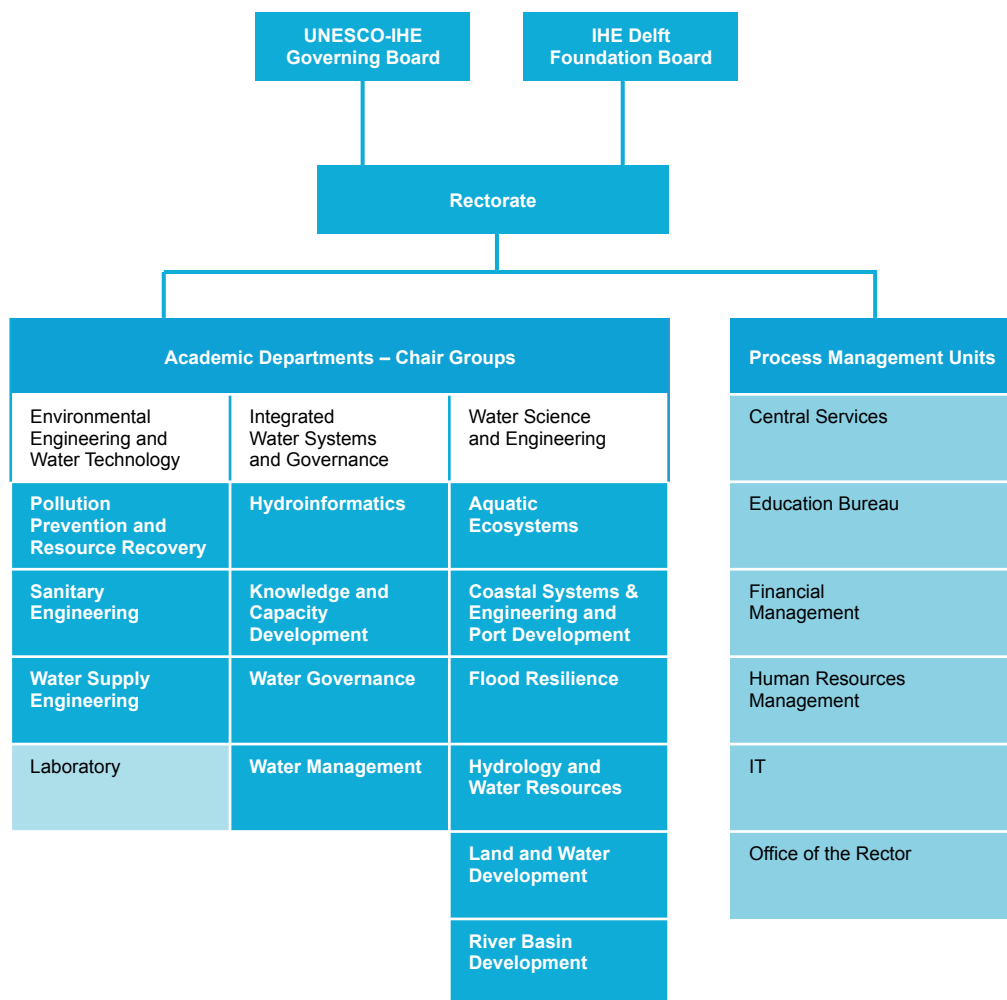 UNESCO-IHE
Governing Board
IHE Delft
Foundation Board
Rectorate
Academic Departments – Chair Groups
Environmental
Engineering and
Water Technology
Integrated
Water Systems
and Governance
Water Science
and Engineering
Pollution
Prevention and
Resource Recovery
Hydroinformatics
Aquatic
Ecosystems
Sanitary
Engineering
Knowledge and
Capacity
Development
Coastal Systems &
Engineering and
Port Development
Water Supply
Engineering
Water Governance
Flood Resilience
Laboratory
Water Management
Hydrology and
Water Resources
Land and Water
Development
River Basin
Development
Process Management Units
Central Services
Education Bureau
Financial
Management
Human Resources
Management
IT
Office of the Rector